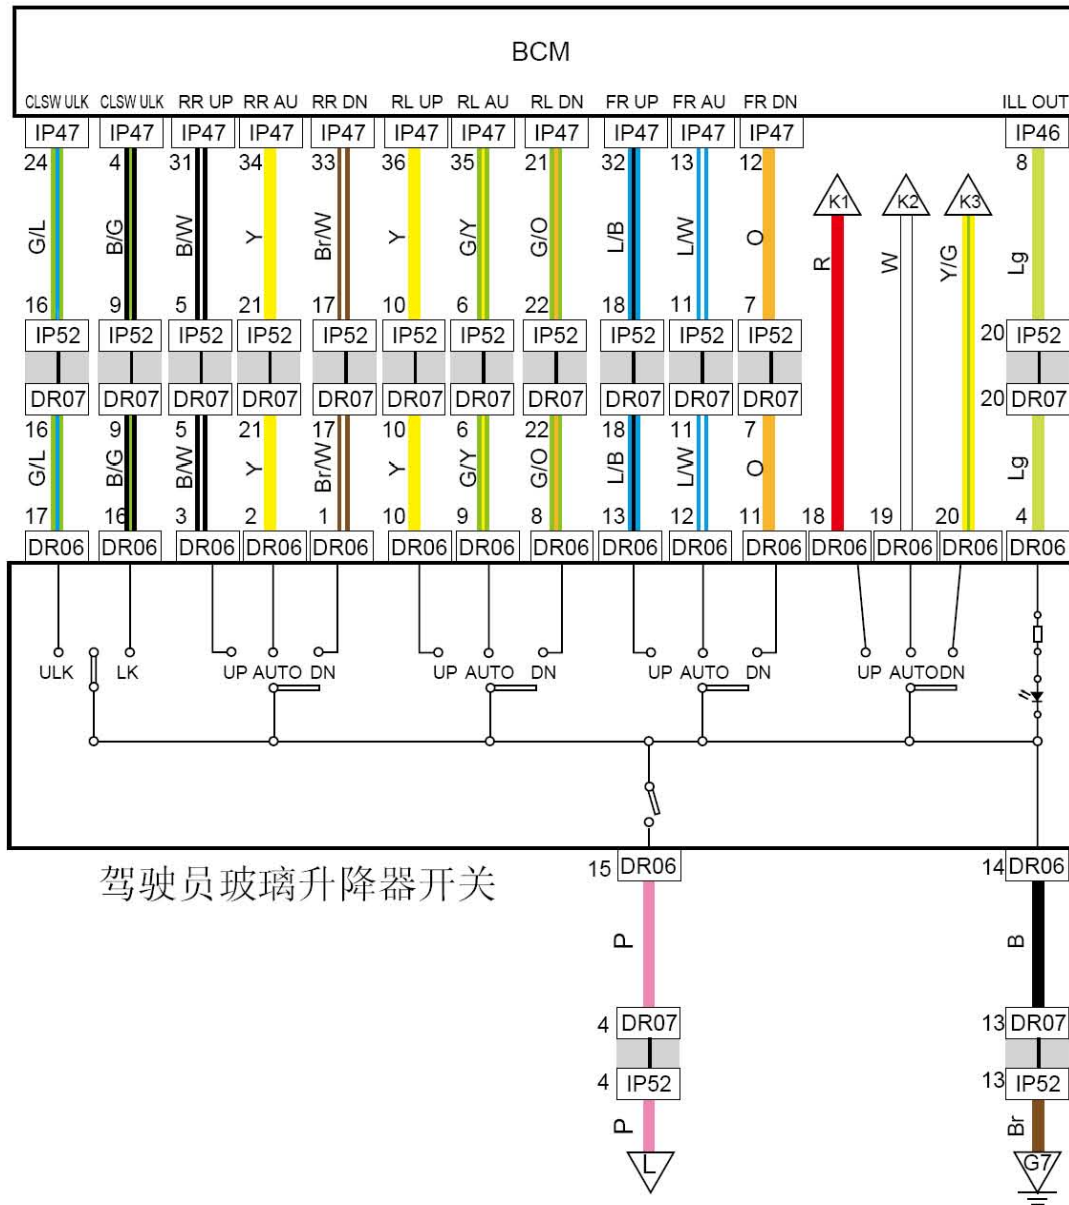 BCM
CLSW ULK CLSW ULK RR UP RR AU RR DN RL UP RL AU RL DN FR UP FR AU FR DN ILL OUT
IP47 IP47 IP47 IP47 IP47 IP47 IP47 IP47 IP47 IP47 IP47 IP46
24 4 31 34 33 36 35 21 32 13 12 8
K1 K2 K3
G/L B/G B/W Y Br/W Y G/Y G/O L/B L/W O R W Y/G Lg
16 9 5 21 17 10 6 22 18 11 7
IP52 IP52 IP52 IP52 IP52 IP52 IP52 IP52 IP52 IP52 IP52 20 IP52
DR07 DR07 DR07 DR07 DR07 DR07 DR07 DR07 DR07 DR07 DR07 20 DR07
16 9 5 21 17 10 6 22 18 11 7
G/L B/G B/W Y Br/W Y G/Y G/O L/B L/W O Lg
17 16 3 2 1 10 9 8 13 12 11 18 19 20 4
DR06 DR06 DR06 DR06 DR06 DR06 DR06 DR06 DR06 DR06 DR06 DR06 DR06 DR06 DR06
ULK LK UP AUTO DN UP AUTO DN UP AUTO DN UP AUTO DN
驾驶员玻璃升降器开关
15 DR06 14 DR06
P B
4 DR07 13 DR07
4 IP52 13 IP52
P Br
L G7